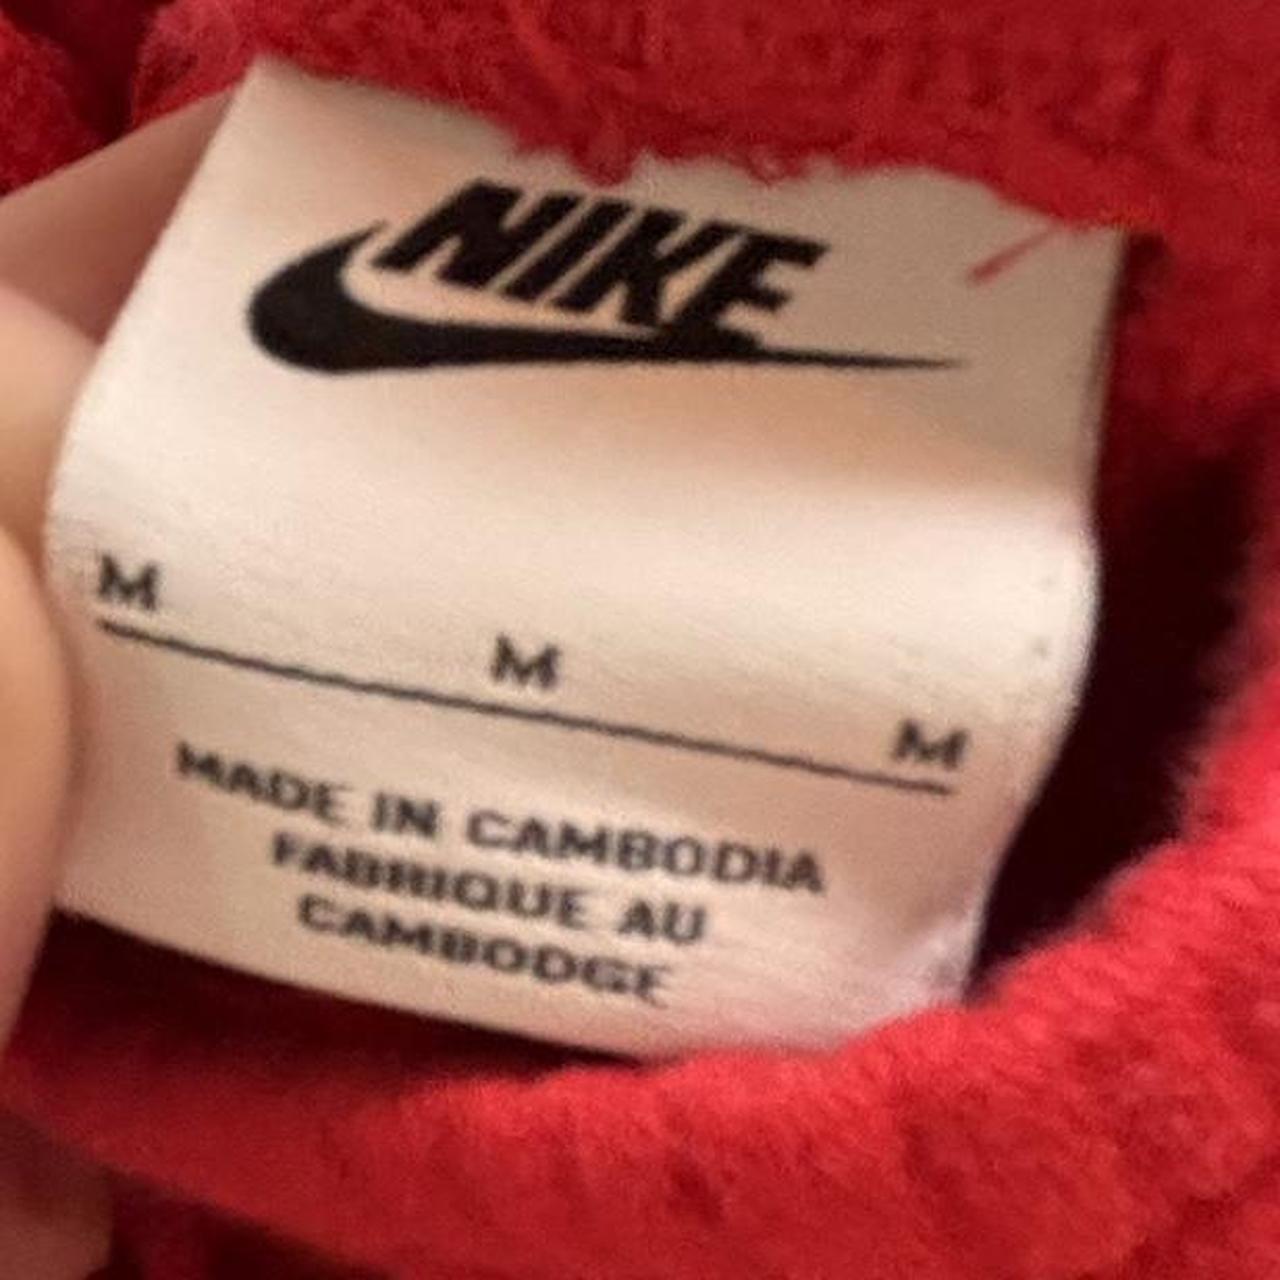 NIKE
M M M
MADE IN CAMBODIA
FABRIQUE AU
CAMBODGE